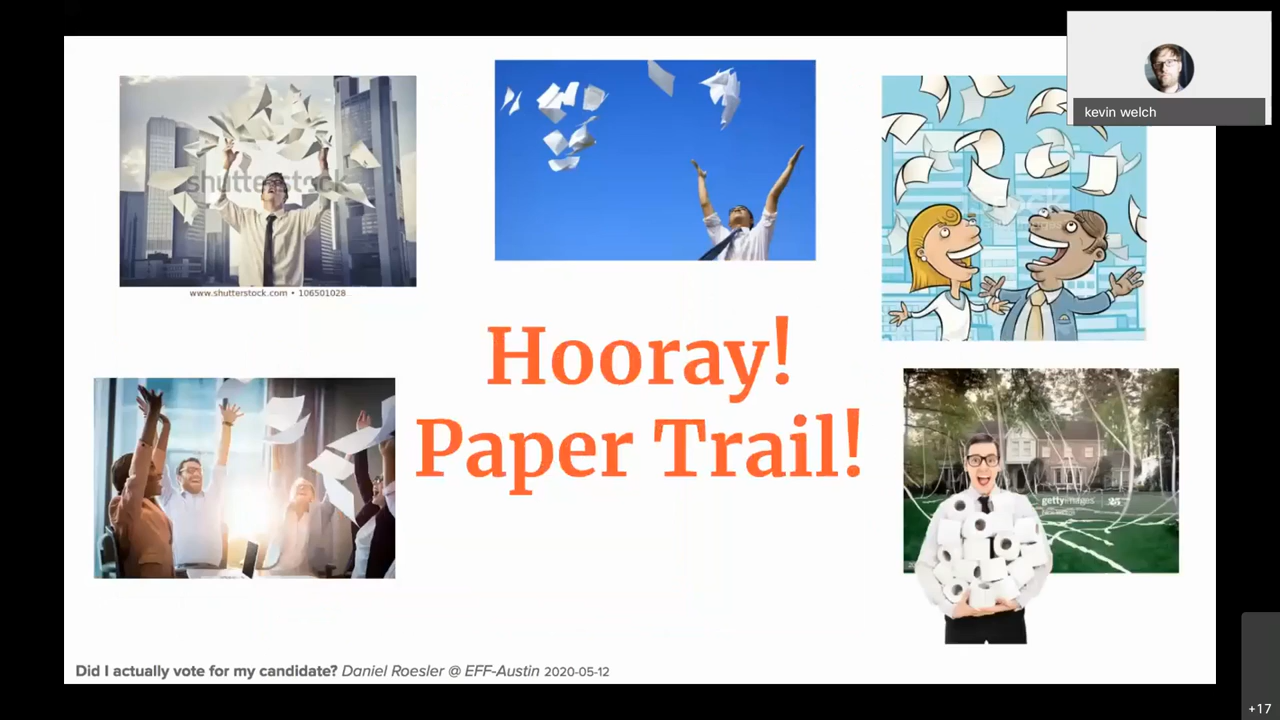 kevin welch
shutterstock
www.shutterstock.com • 106501028
Hooray!
Paper Trail!
gettyimages
Did I actually vote for my candidate? Daniel Roesler @ EFF-Austin 2020-05-12
+17